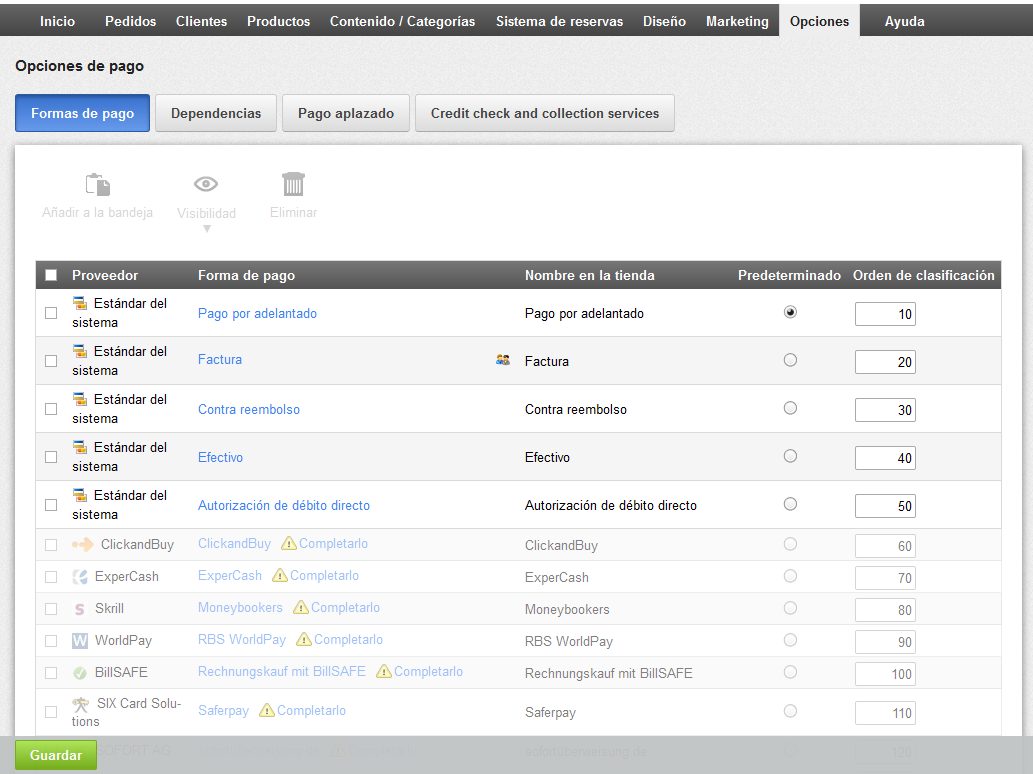 Inicio Pedidos Clientes Productos Contenido / Categorías Sistema de reservas Diseño Marketing Opciones Ayuda
Opciones de pago
Formas de pago Dependencias Pago aplazado Credit check and collection services
Añadir a la bandeja Visibilidad Eliminar
Proveedor Forma de pago Nombre en la tienda Predeterminado Orden de clasificación
Estándar del
sistema Pago por adelantado Pago por adelantado 10
Estándar del
sistema Factura Factura 20
Estándar del
sistema Contra reembolso Contra reembolso 30
Estándar del
sistema Efectivo Efectivo 40
Estándar del
sistema Autorización de débito directo Autorización de débito directo 50
ClickandBuy ClickandBuy Completarlo ClickandBuy 60
ExperCash ExperCash Completarlo ExperCash 70
Skrill Moneybookers Completarlo Moneybookers 80
WorldPay RBS WorldPay Completarlo RBS WorldPay 90
BillSAFE Rechnungskauf mit BillSAFE Completarlo Rechnungskauf mit BillSAFE 100
SIX Card Solu-
tions Saferpay Completarlo Saferpay 110
Guardar AG sofortüberweisung.de 120